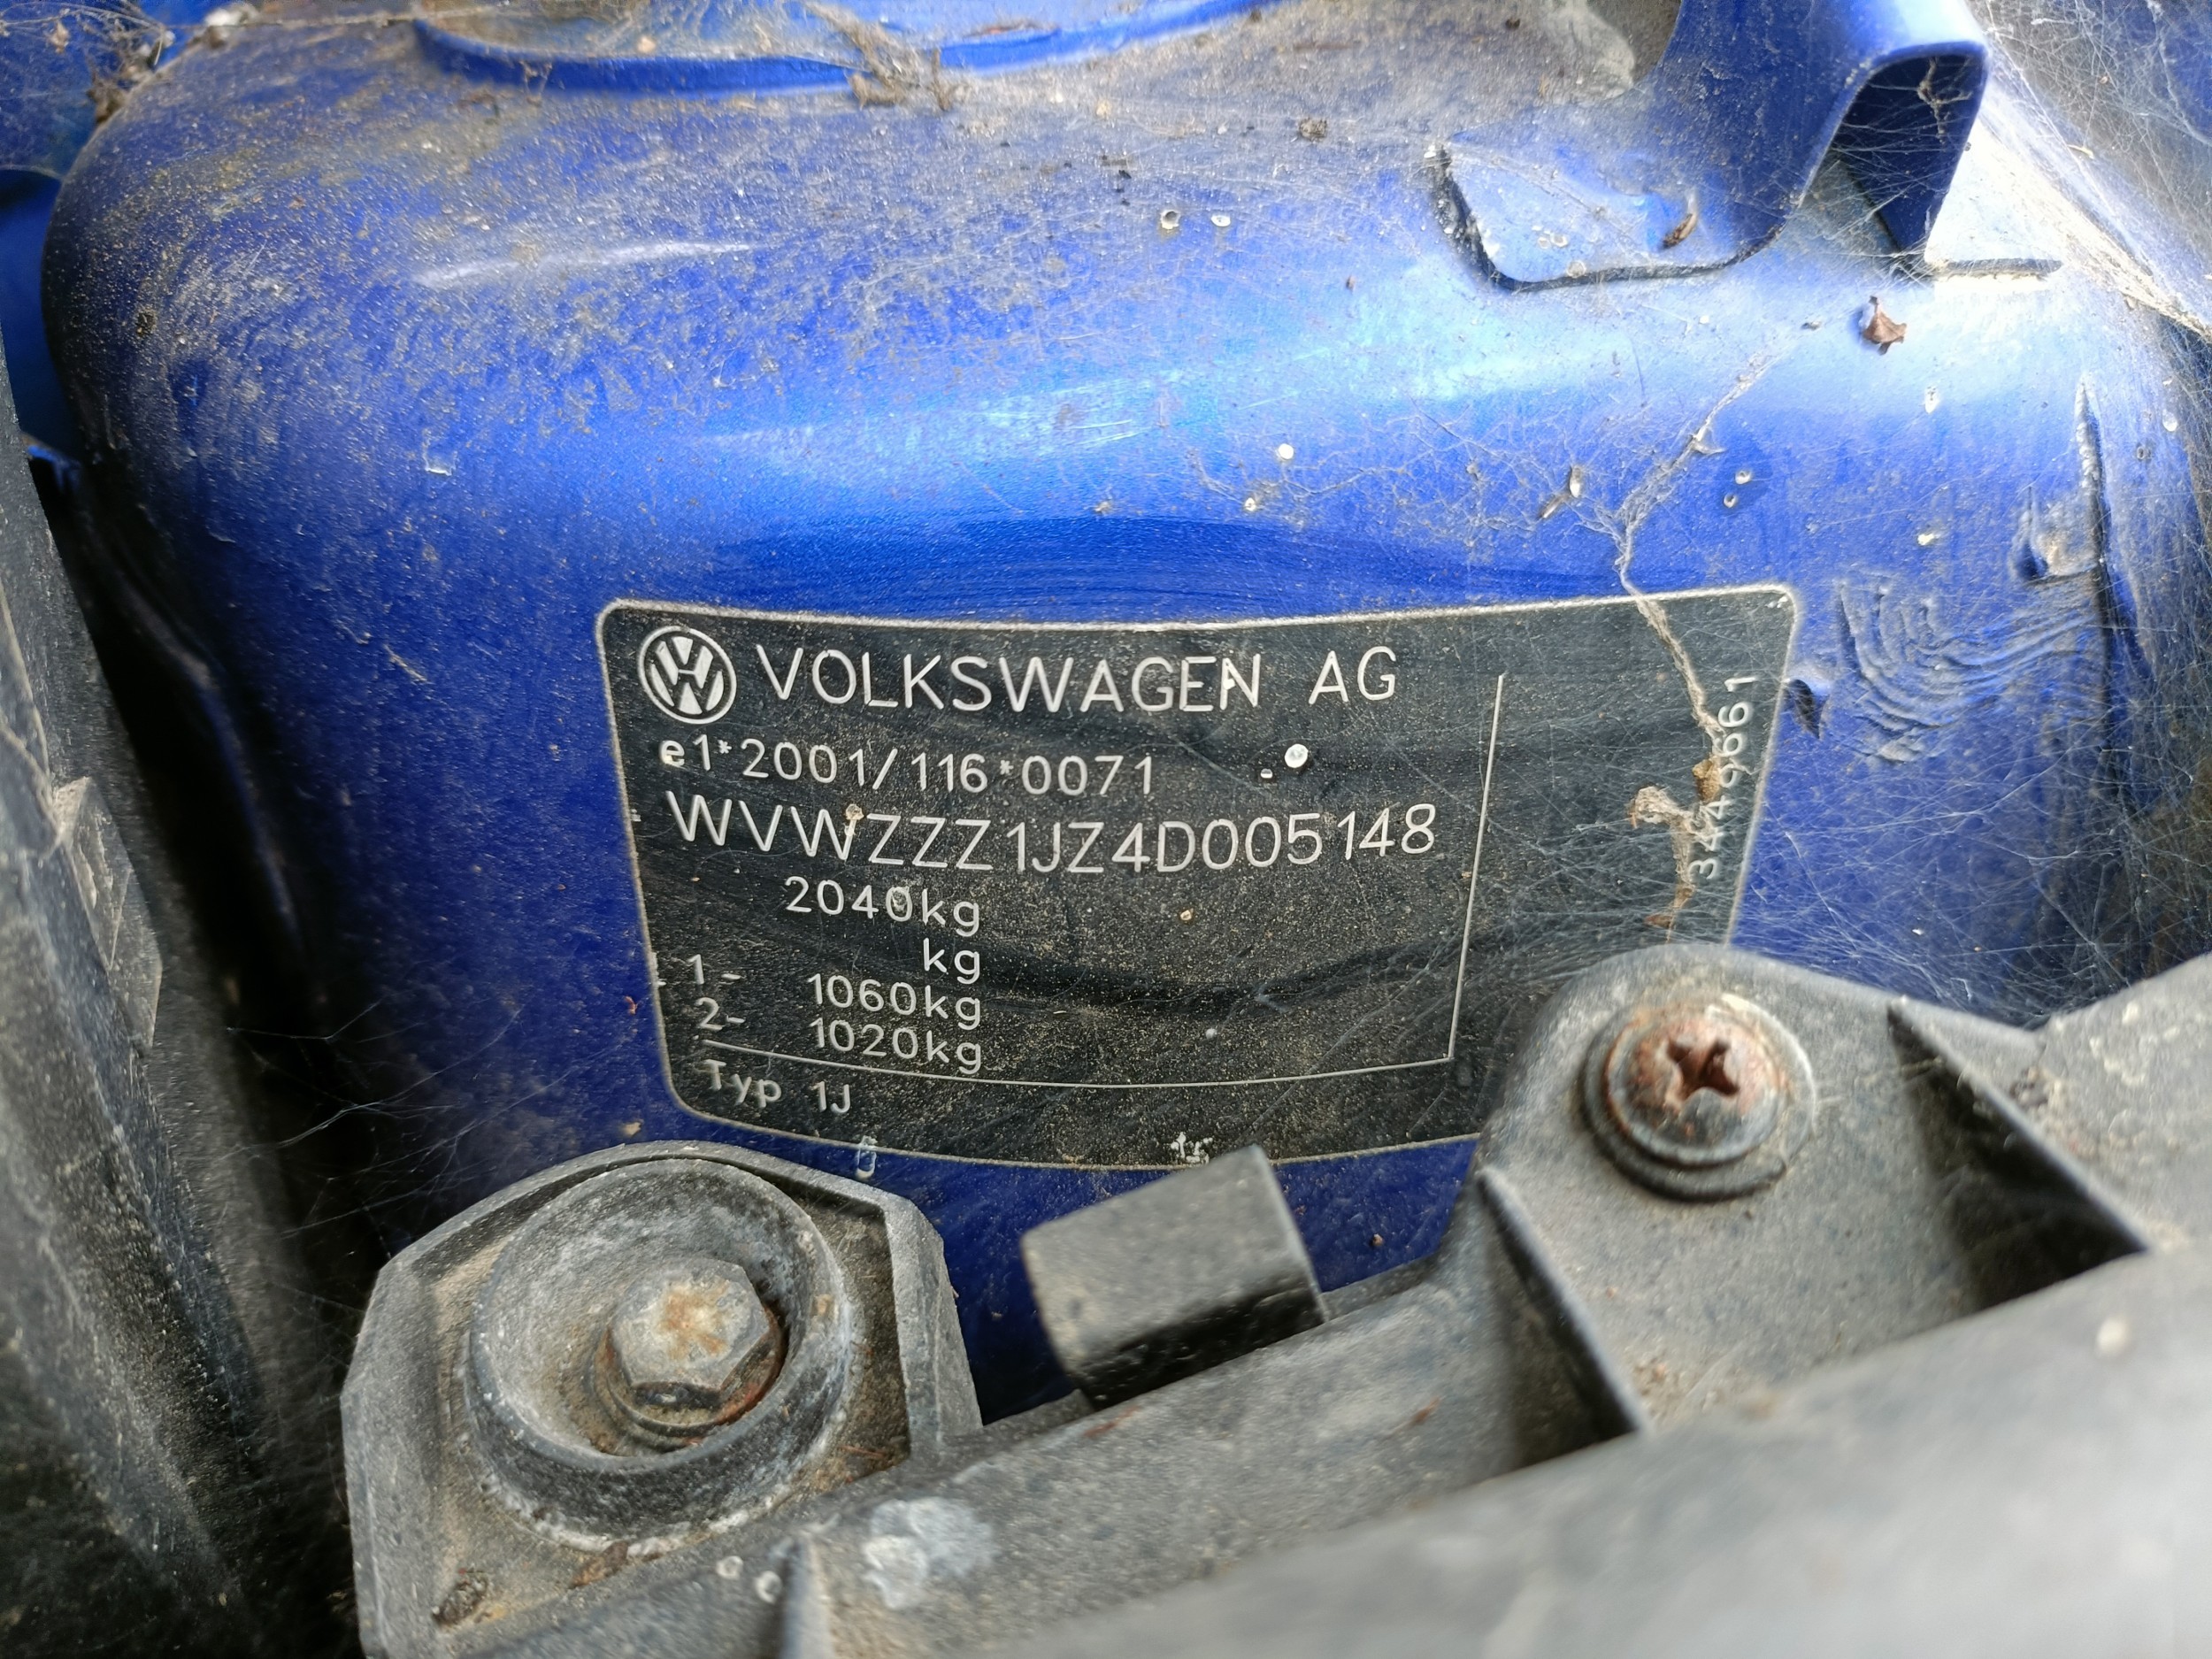 VOLKSWAGEN AG
e1*2001/116*0071
WVWZZZ1JZ4D005148
2040kg
kg
1- 1060kg
2- 1020kg
Typ 1J